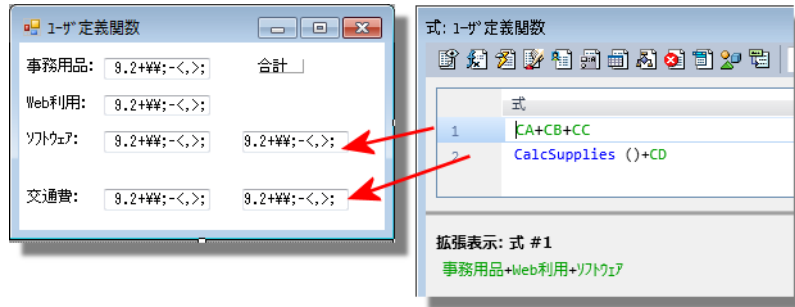 ﾕｰｻﾞ定義関数
事務用品: 9.2+¥¥;-<,>; 合計
Web利用: 9.2+¥¥;-<,>;
ｿﾌﾄｳｪｱ: 9.2+¥¥;-<,>; 9.2+¥¥;-<,>;
交通費: 9.2+¥¥;-<,>; 9.2+¥¥;-<,>;
式: ﾕｰｻﾞ定義関数
式
1 CA+CB+CC
2 CalcSupplies ()+CD
拡張表示: 式 #1
事務用品+Web利用+ｿﾌﾄｳｪｱ